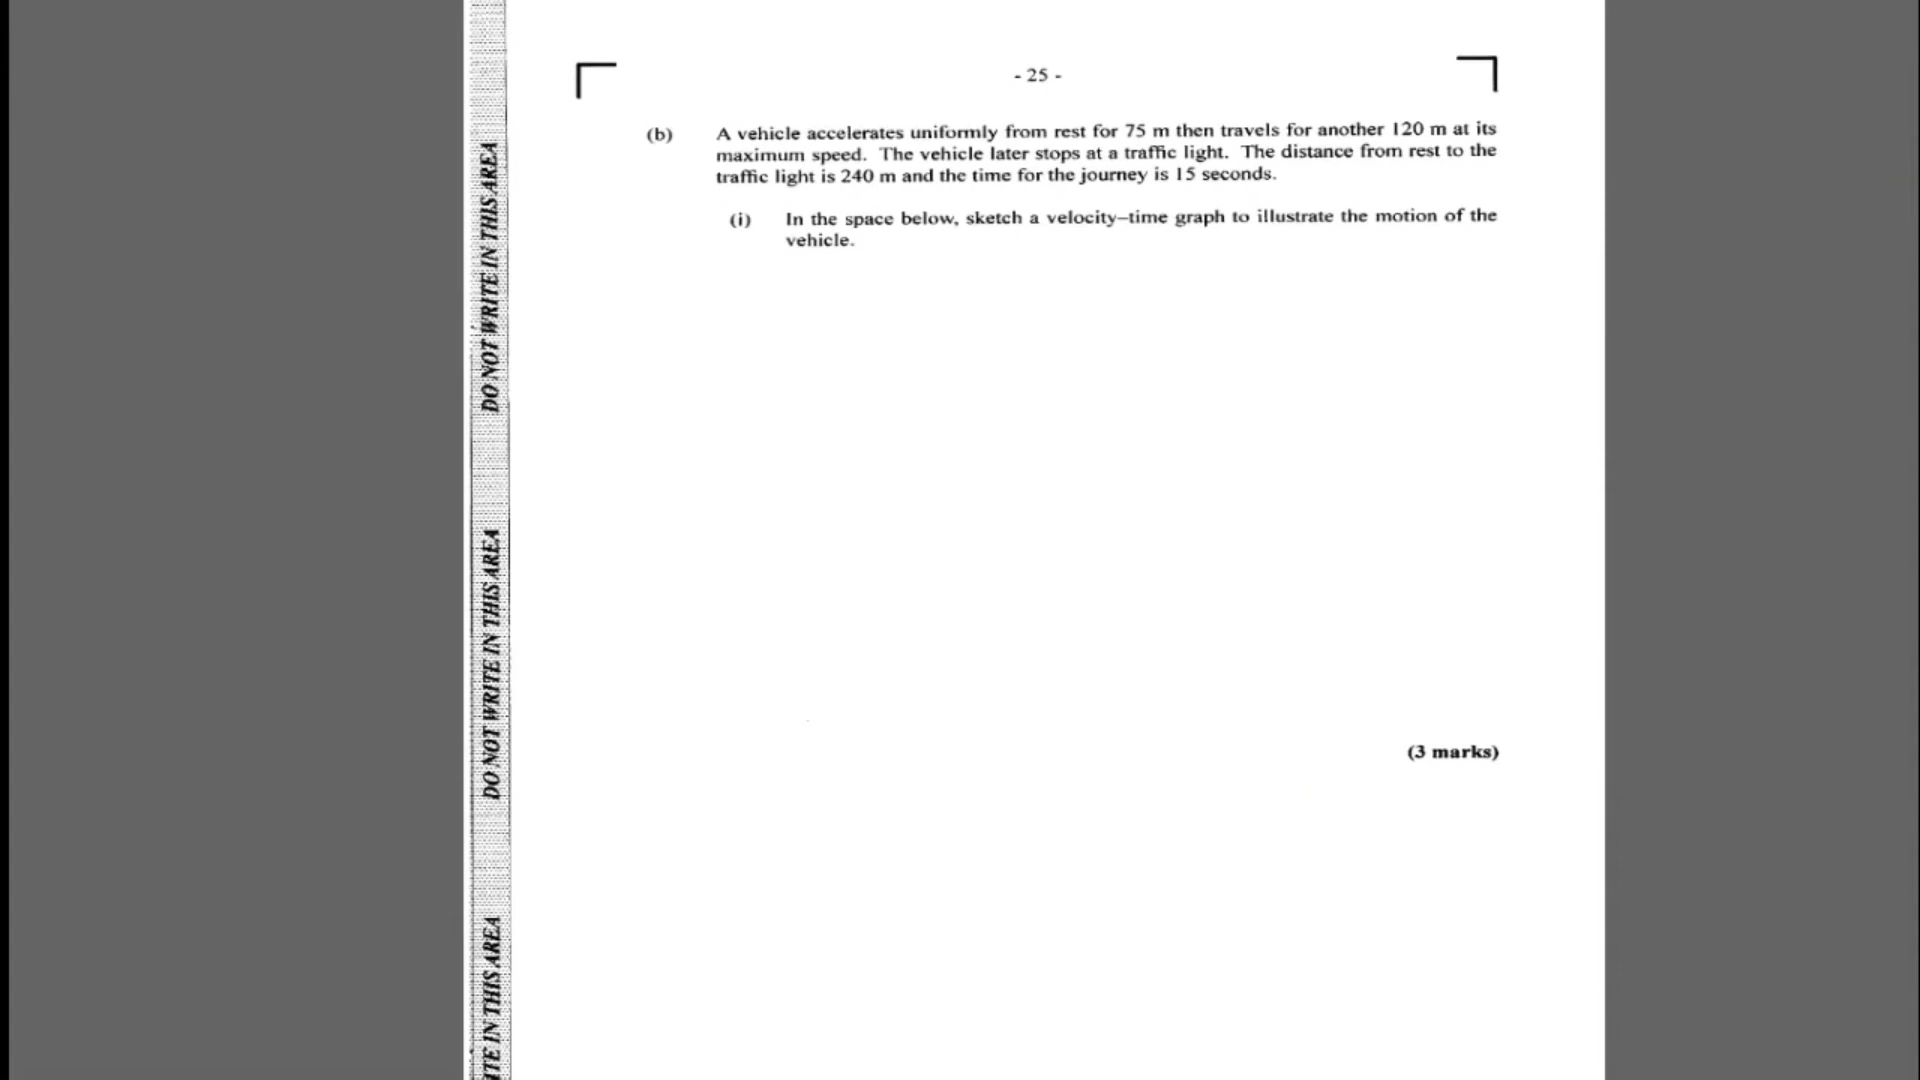 - 25 -
(b) A vehicle accelerates uniformly from rest for 75 m then travels for another 120 m at its
maximum speed. The vehicle later stops at a traffic light. The distance from rest to the
traffic light is 240 m and the time for the journey is 15 seconds.
(i) In the space below, sketch a velocity–time graph to illustrate the motion of the
vehicle.
(3 marks)
DO NOT WRITE IN THIS AREA
DO NOT WRITE IN THIS AREA
ITE IN THIS AREA